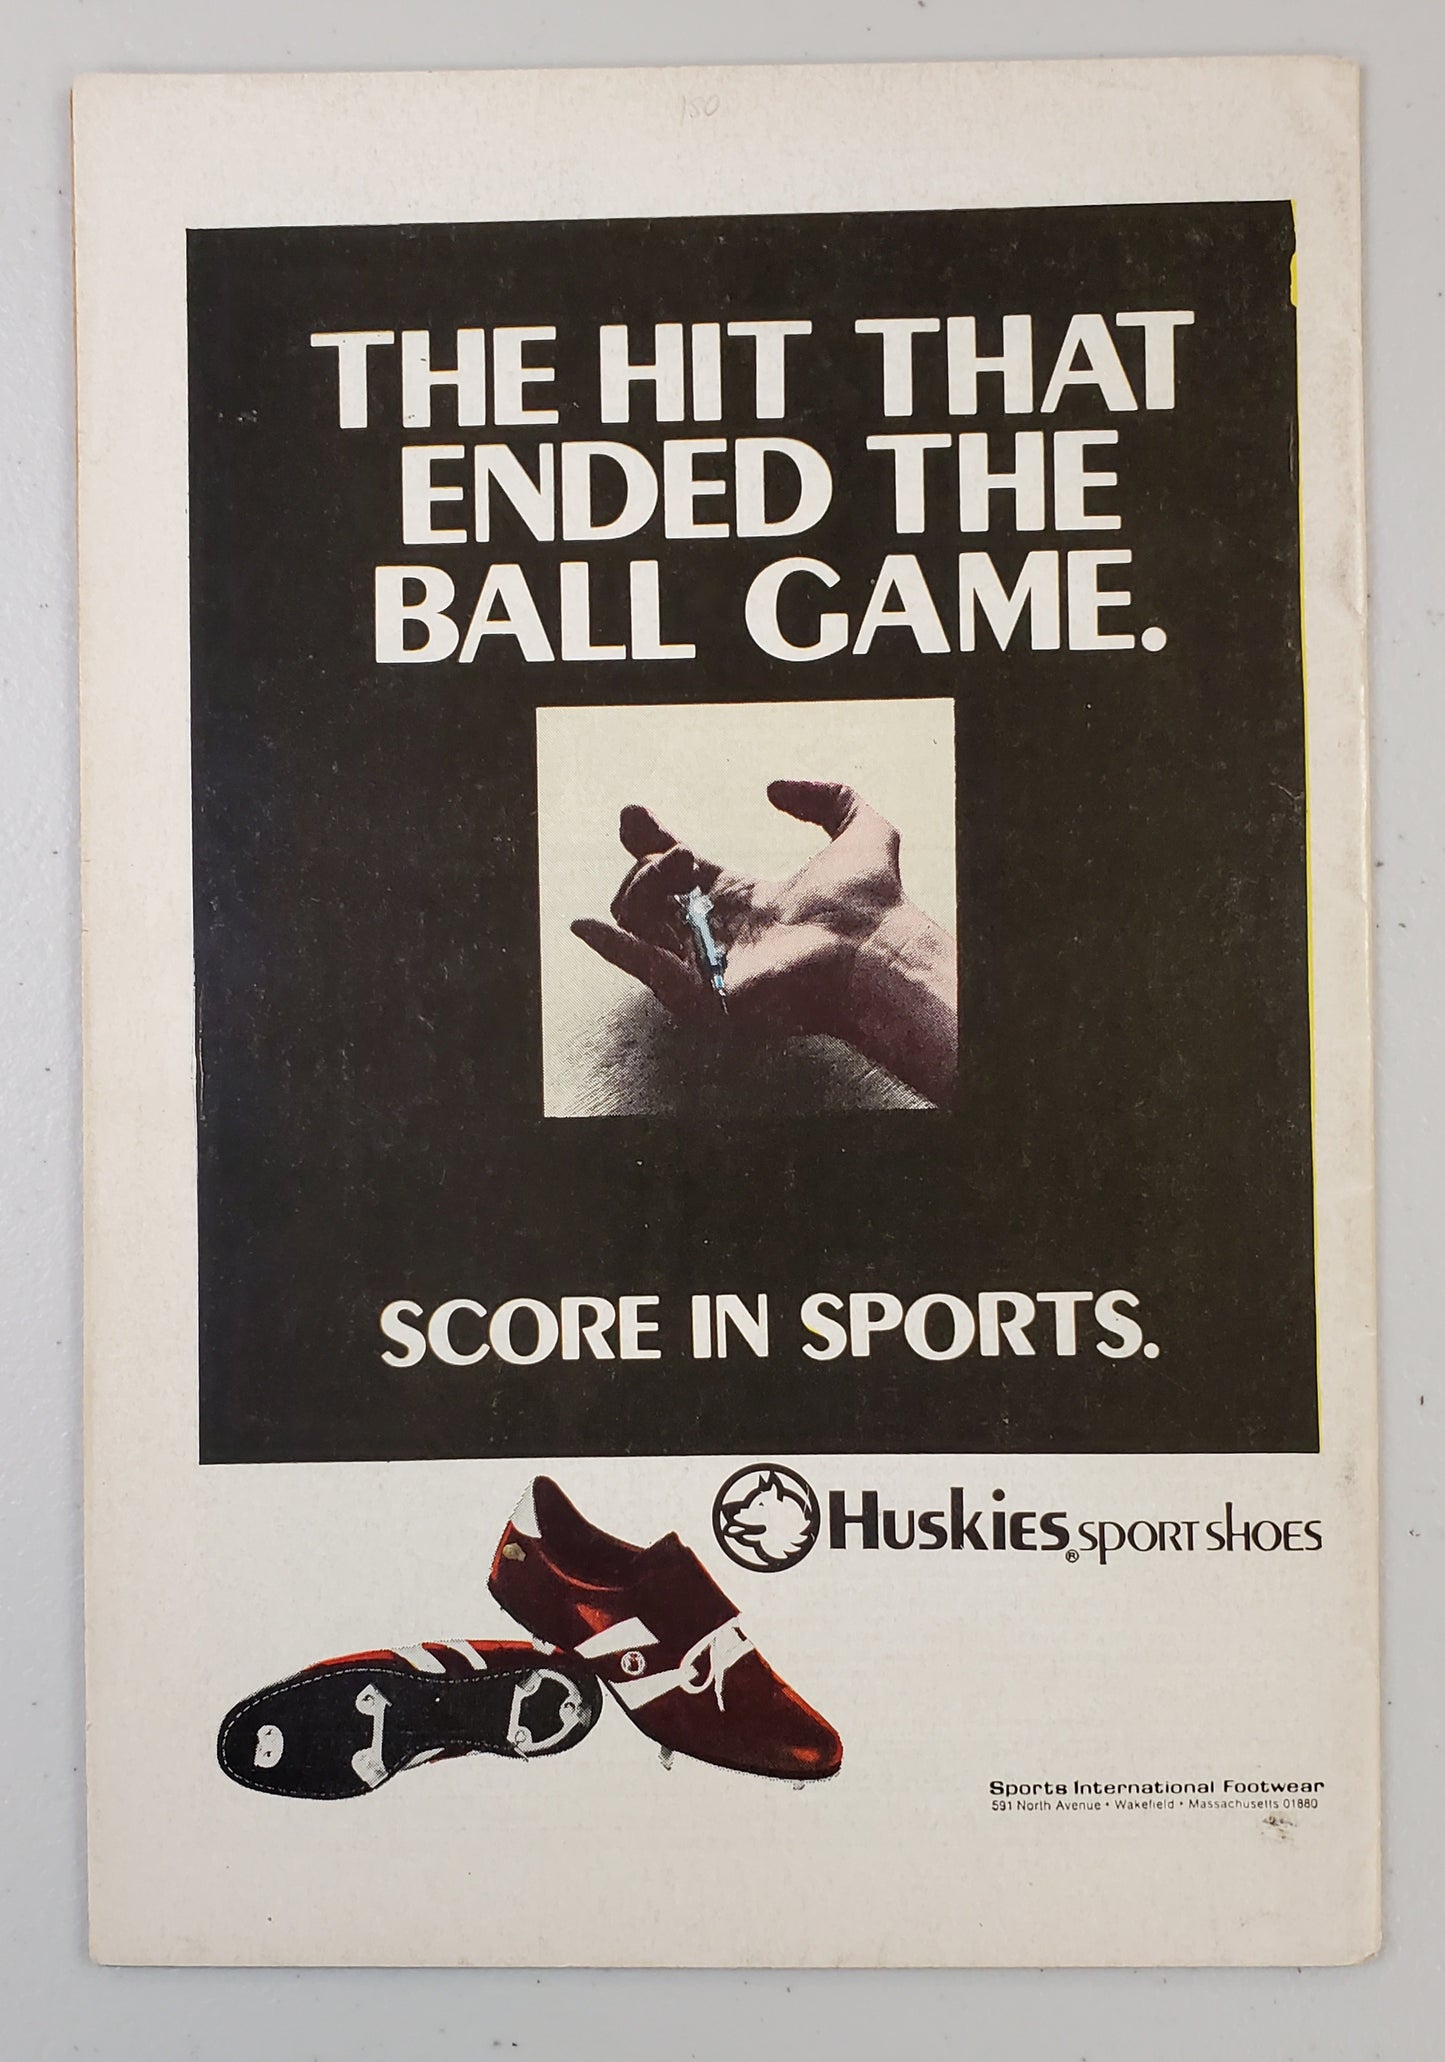 150
THE HIT THAT
ENDED THE
BALL GAME.
SCORE IN SPORTS.
HUSKIES® SPORT SHOES
Sports International Footwear
591 North Avenue • Wakefield • Massachusetts 01880